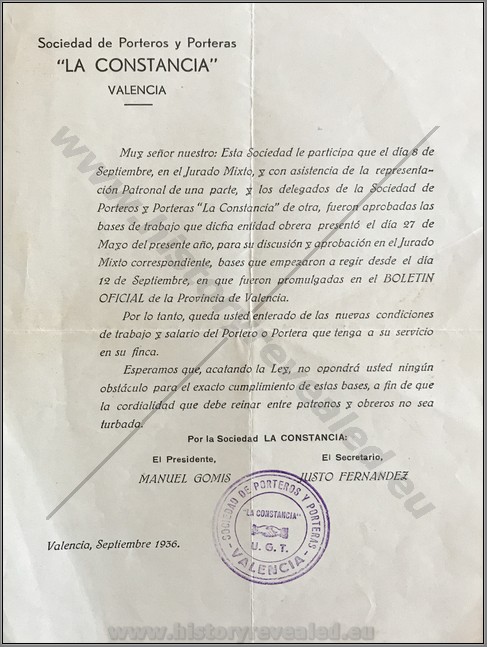 Sociedad de Porteros y Porteras
"LA CONSTANCIA"
VALENCIA
Muy señor nuestro: Esta Sociedad le participa que el día 8 de
Septiembre, en el Jurado Mixto, y con asistencia de la representa-
ción Patronal de una parte, y los delegados de la Sociedad de
Porteros y Porteras "La Constancia" de otra, fueron aprobadas las
bases de trabajo que dicha entidad obrera presentó el día 27 de
Mayo del presente año, para su discusión y aprobación en el Jurado
Mixto correspondiente, bases que empezaron a regir desde el día
12 de Septiembre, en que fueron promulgadas en el BOLETIN
OFICIAL de la Provincia de Valencia.
Por lo tanto, queda usted enterado de las nuevas condiciones
de trabajo y salario del Portero o Portera que tenga a su servicio
en su finca.
Esperamos que, acatando la Ley, no opondrá usted ningún
obstáculo para el exacto cumplimiento de estas bases, a fin de que
la cordialidad que debe reinar entre patronos y obreros no sea
turbada.
Por la Sociedad LA CONSTANCIA:
El Presidente, El Secretario,
MANUEL GOMIS JUSTO FERNANDEZ
SOCIEDAD DE PORTEROS Y PORTERAS
"LA CONSTANCIA"
U. G. T.
VALENCIA
Valencia, Septiembre 1936.
www.historyrevealed.eu
www.historyrevealed.eu